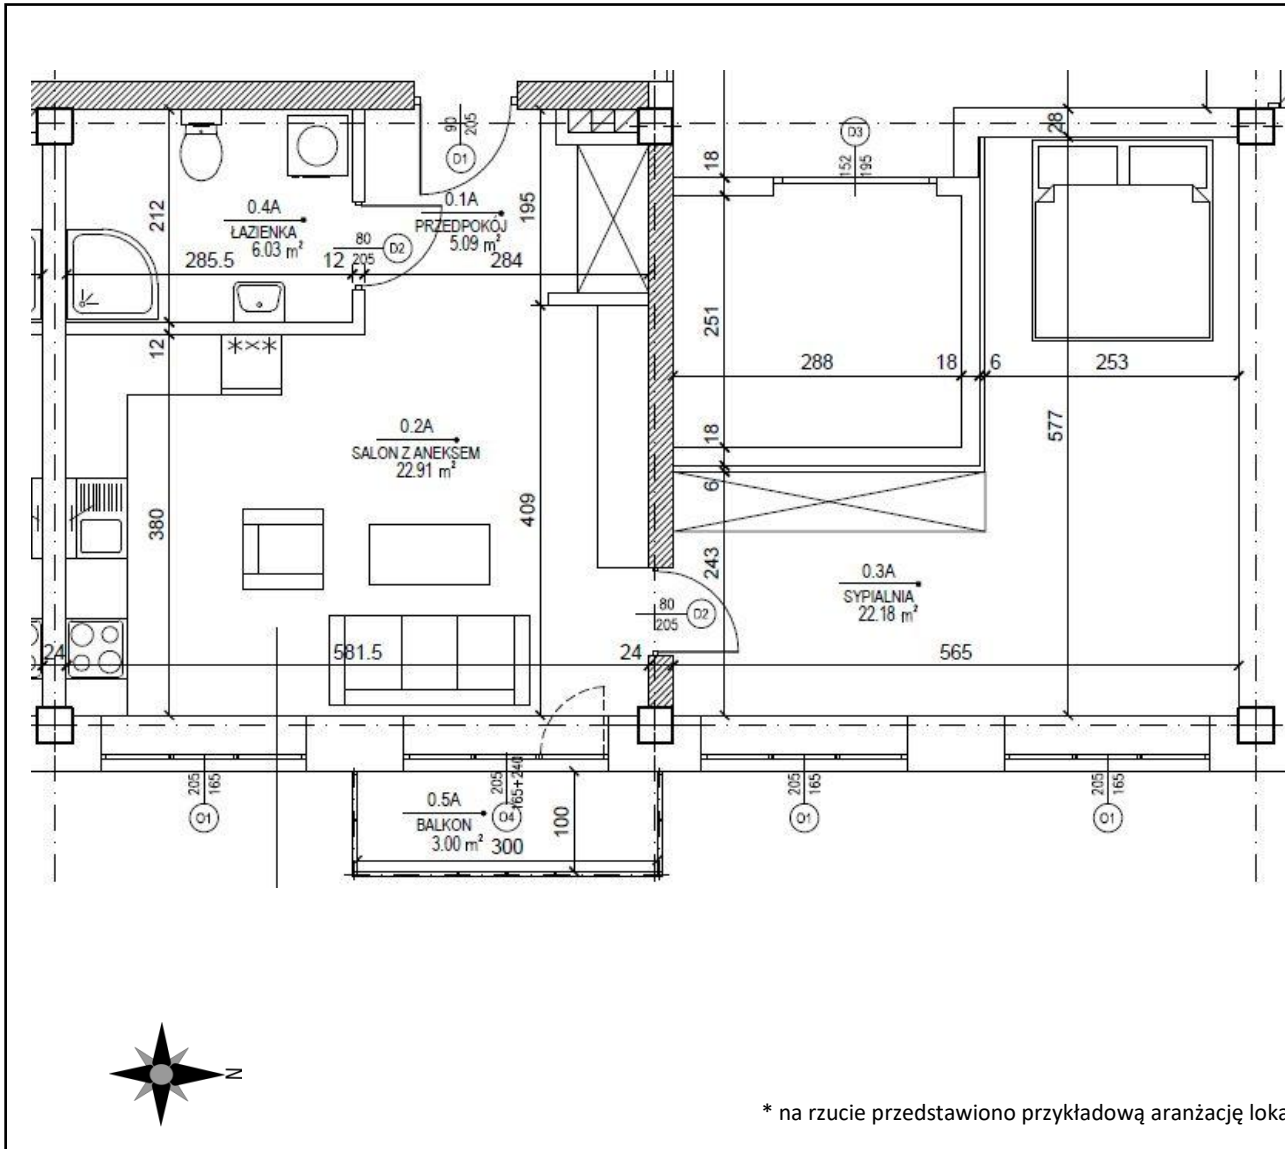 90
205
D1
D3
152
195
28
18
0.4A
ŁAZIENKA
6.03 m²
0.1A
PRZEDPOKÓJ
5.09 m²
212
195
80
205
D2
285.5
12
284
251
12
288
18
6
253
577
0.2A
SALON Z ANEKSEM
22.91 m²
18
6
380
409
243
0.3A
SYPIALNIA
22.18 m²
80
205
D2
24
581.5
24
565
205
165
O1
0.5A
BALKON
3.00 m²
205
165+240
O4
300
100
205
165
O1
205
165
O1
N
* na rzucie przedstawiono przykładową aranżację loka